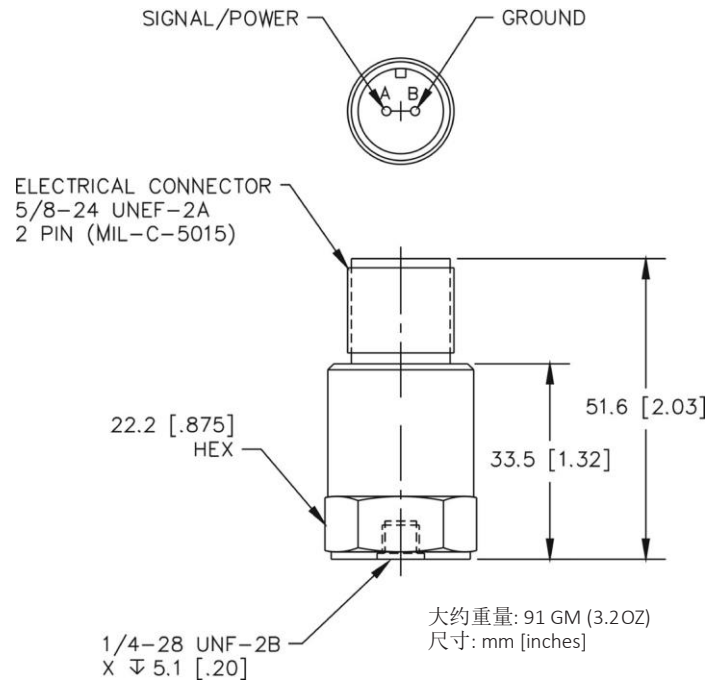 SIGNAL/POWER
GROUND
A B
ELECTRICAL CONNECTOR
5/8-24 UNEF-2A
2 PIN (MIL-C-5015)
51.6 [2.03]
22.2 [.875]
HEX
33.5 [1.32]
大约重量: 91 GM (3.2OZ)
尺寸: mm [inches]
1/4-28 UNF-2B
X ↧ 5.1 [.20]